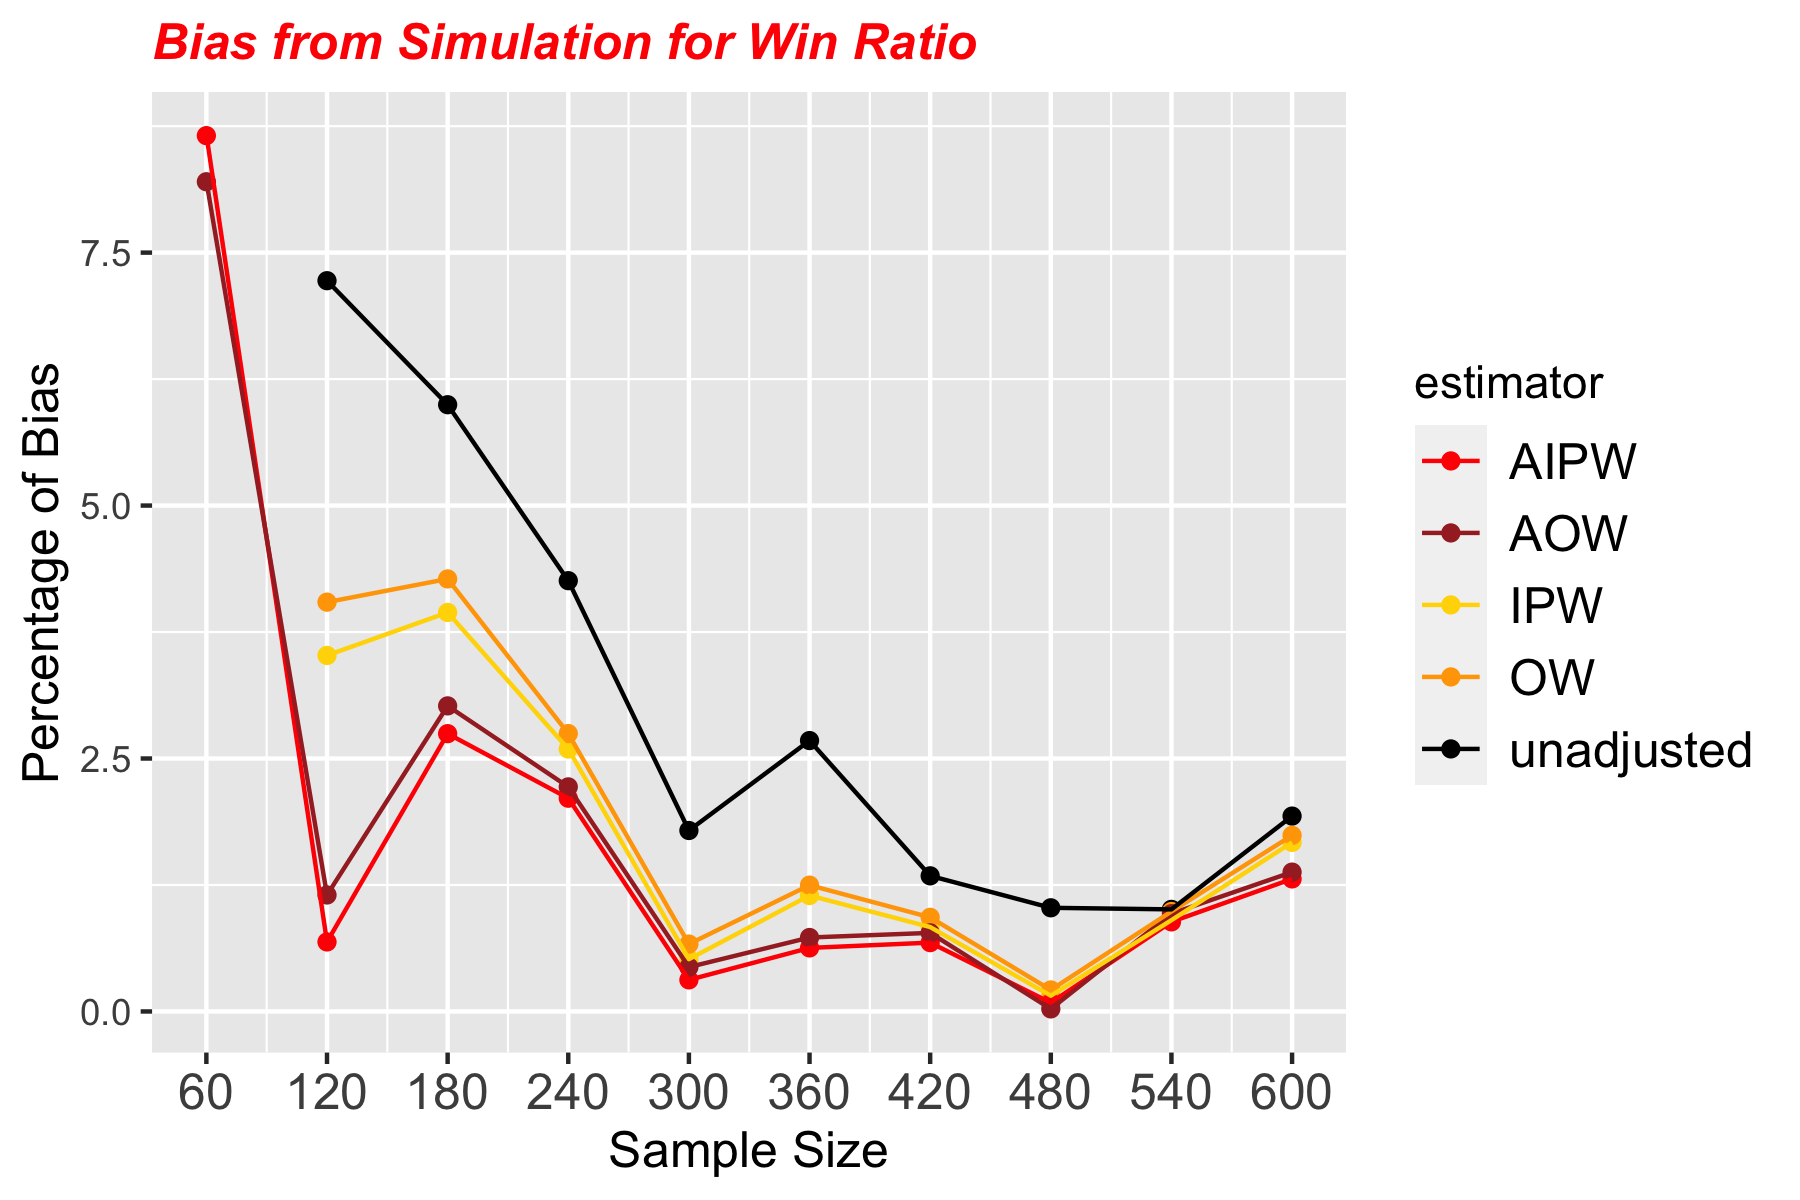 Bias from Simulation for Win Ratio
Percentage of Bias
7.5
5.0
2.5
0.0
60 120 180 240 300 360 420 480 540 600
Sample Size
estimator
AIPW
AOW
IPW
OW
unadjusted